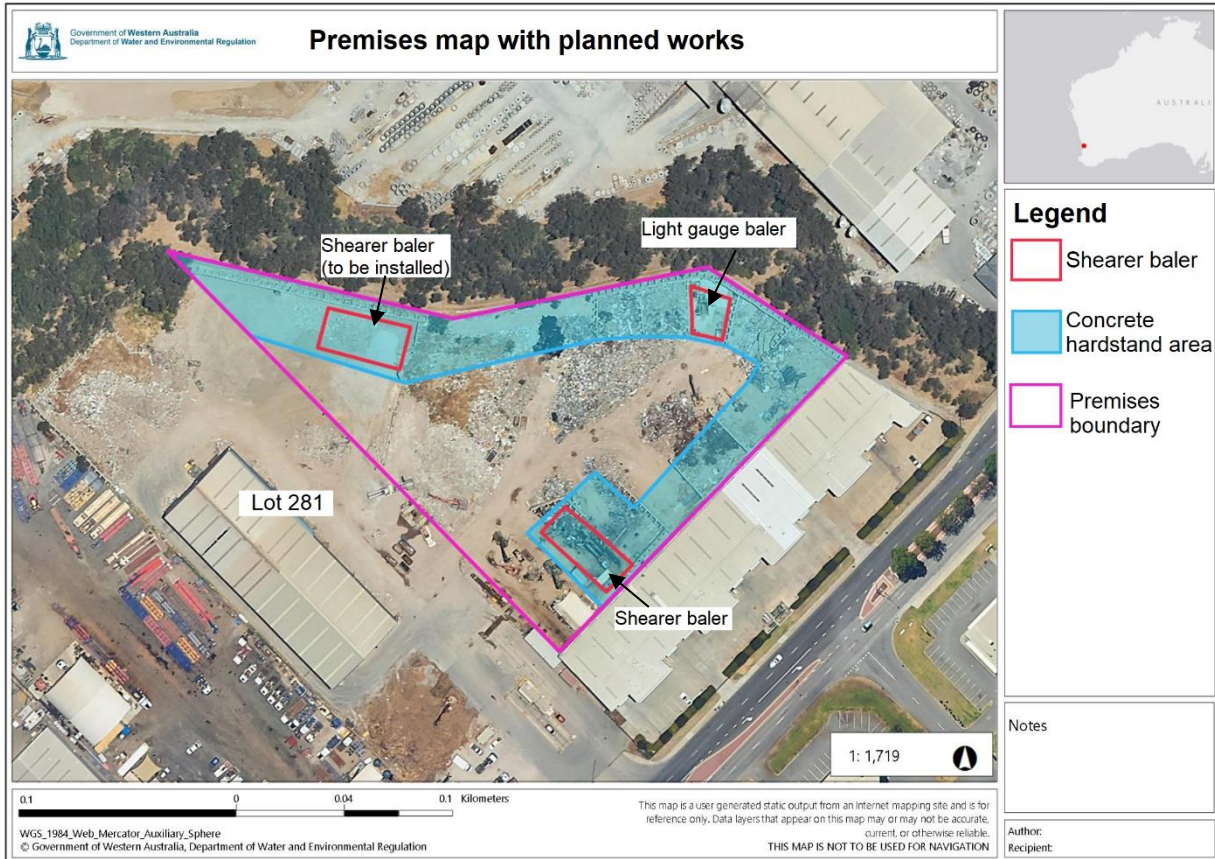 Government of Western Australia
Department of Water and Environmental Regulation
Premises map with planned works
AUSTRALI
Shearer baler
(to be installed)
Light gauge baler
Lot 281
Shearer baler
1: 1,719
Legend
Shearer baler
Concrete
hardstand area
Premises
boundary
Notes
0.1 0 0.04 0.1 Kilometers
WGS_1984_Web_Mercator_Auxiliary_Sphere
© Government of Western Australia, Department of Water and Environmental Regulation
This map is a user generated static output from an Internet mapping site and is for
reference only. Data layers that appear on this map may or may not be accurate,
current, or otherwise reliable.
THIS MAP IS NOT TO BE USED FOR NAVIGATION
Author:
Recipient: